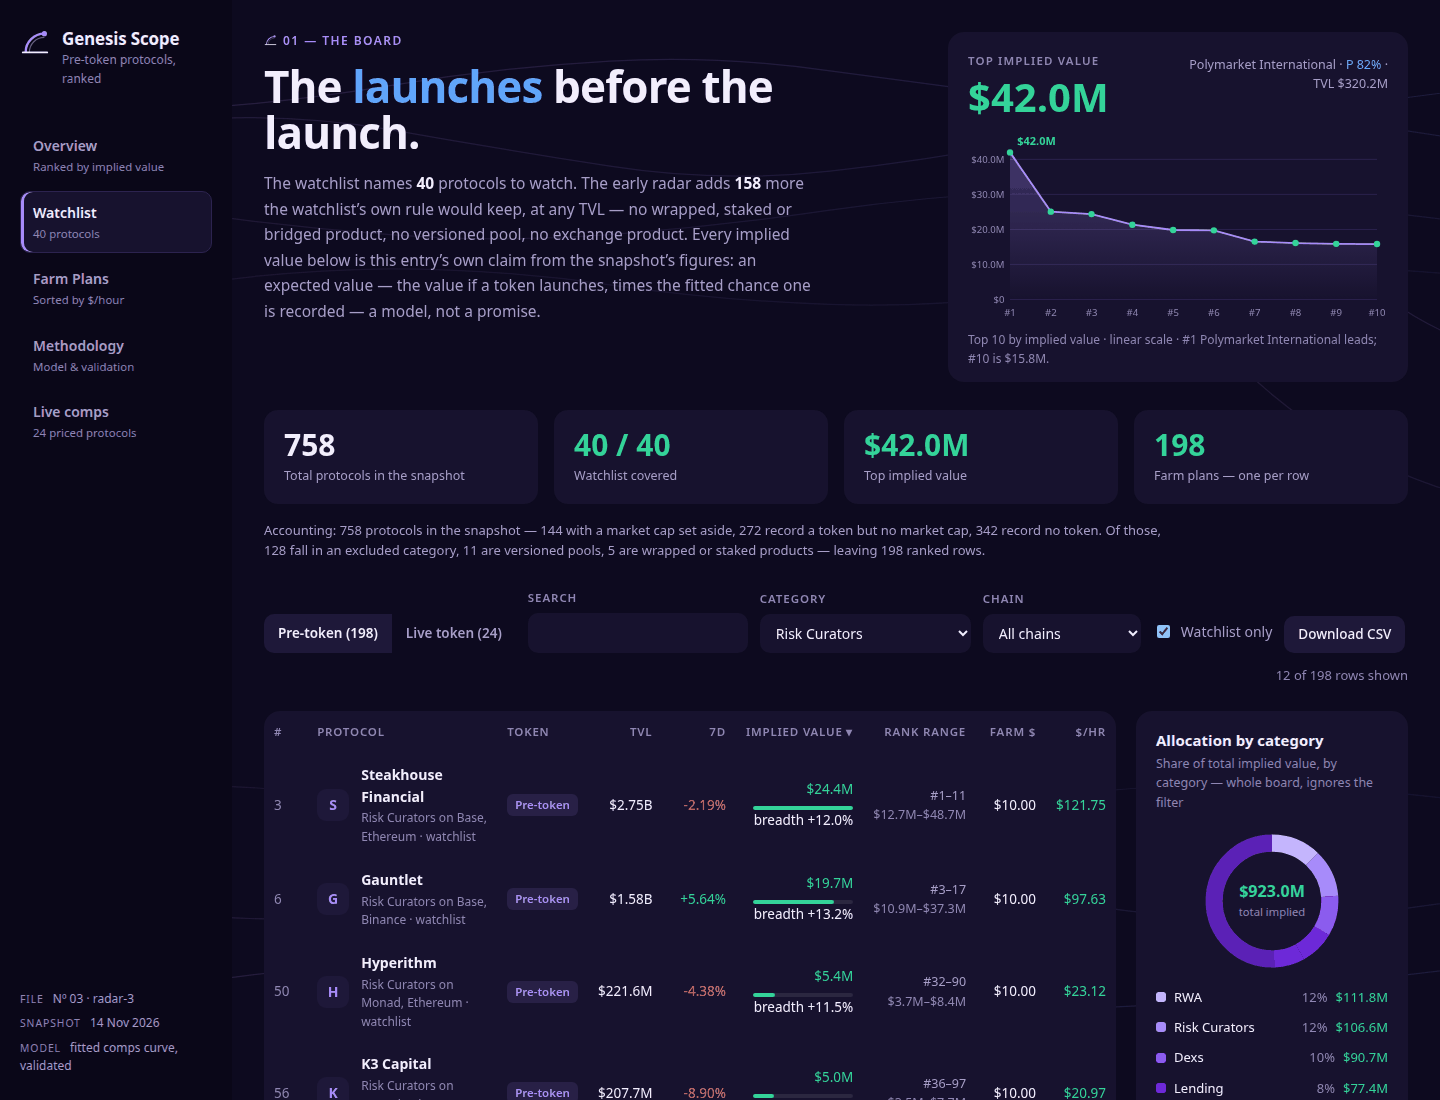 Genesis Scope
Pre-token protocols,
ranked
Overview
Ranked by implied value
Watchlist
40 protocols
Farm Plans
Sorted by $/hour
Methodology
Model & validation
Live comps
24 priced protocols
FILE Nº 03 · radar-3
SNAPSHOT 14 Nov 2026
MODEL fitted comps curve,
validated
01 — THE BOARD
The launches before the
launch.
The watchlist names 40 protocols to watch. The early radar adds 158 more
the watchlist’s own rule would keep, at any TVL — no wrapped, staked or
bridged product, no versioned pool, no exchange product. Every implied
value below is this entry’s own claim from the snapshot’s figures: an
expected value — the value if a token launches, times the fitted chance one
is recorded — a model, not a promise.
TOP IMPLIED VALUE
$42.0M
Polymarket International · P 82% ·
TVL $320.2M
$42.0M
$40.0M
$30.0M
$20.0M
$10.0M
$0
#1 #2 #3 #4 #5 #6 #7 #8 #9 #10
Top 10 by implied value · linear scale · #1 Polymarket International leads;
#10 is $15.8M.
758
Total protocols in the snapshot
40 / 40
Watchlist covered
$42.0M
Top implied value
198
Farm plans — one per row
Accounting: 758 protocols in the snapshot — 144 with a market cap set aside, 272 record a token but no market cap, 342 record no token. Of those,
128 fall in an excluded category, 11 are versioned pools, 5 are wrapped or staked products — leaving 198 ranked rows.
Pre-token (198) Live token (24)
SEARCH
CATEGORY
Risk Curators
CHAIN
All chains
Watchlist only
Download CSV
12 of 198 rows shown
# PROTOCOL TOKEN TVL 7D IMPLIED VALUE ▼ RANK RANGE FARM $ $/HR
3 S Steakhouse
Financial
Risk Curators on Base,
Ethereum · watchlist
Pre-token $2.75B -2.19% $24.4M
breadth +12.0%
#1–11
$12.7M–$48.7M
$10.00 $121.75
6 G Gauntlet
Risk Curators on Base,
Binance · watchlist
Pre-token $1.58B +5.64% $19.7M
breadth +13.2%
#3–17
$10.9M–$37.3M
$10.00 $97.63
50 H Hyperithm
Risk Curators on
Monad, Ethereum ·
watchlist
Pre-token $221.6M -4.38% $5.4M
breadth +11.5%
#32–90
$3.7M–$8.4M
$10.00 $23.12
56 K K3 Capital
Risk Curators on
Pre-token $207.7M -8.90% $5.0M
#36–97
$10.00 $20.97
Allocation by category
Share of total implied value, by
category — whole board, ignores the
filter
$923.0M
total implied
RWA 12% $111.8M
Risk Curators 12% $106.6M
Dexs 10% $90.7M
Lending 8% $77.4M